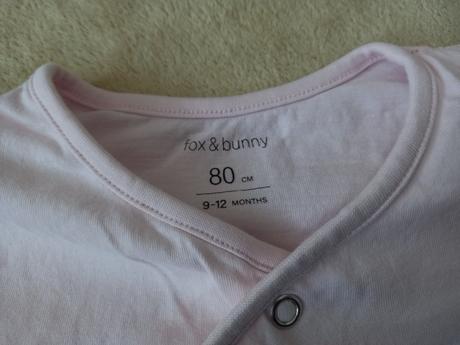 fox & bunny
80 CM
9-12 MONTHS